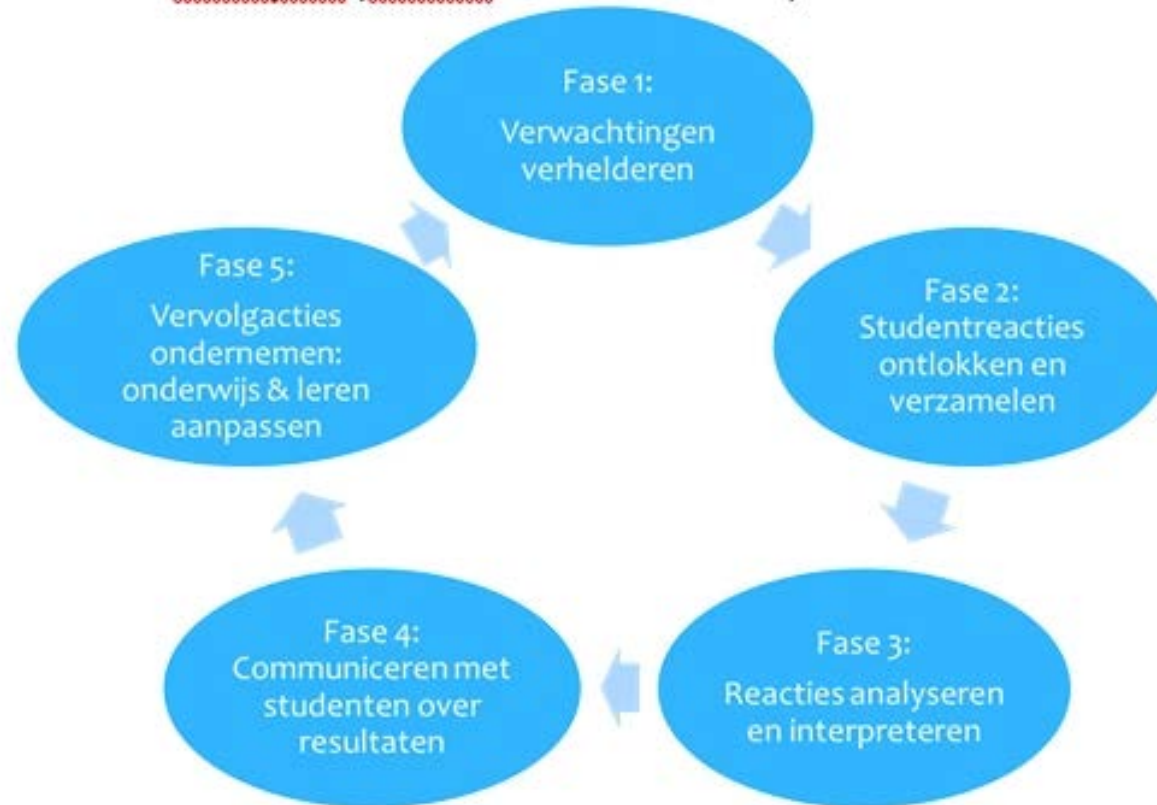 Fase 1:
Verwachtingen
verhelderen
Fase 2:
Studentreacties
ontlokken en
verzamelen
Fase 3:
Reacties analyseren
en interpreteren
Fase 4:
Communiceren met
studenten over
resultaten
Fase 5:
Vervolgacties
ondernemen:
onderwijs & leren
aanpassen